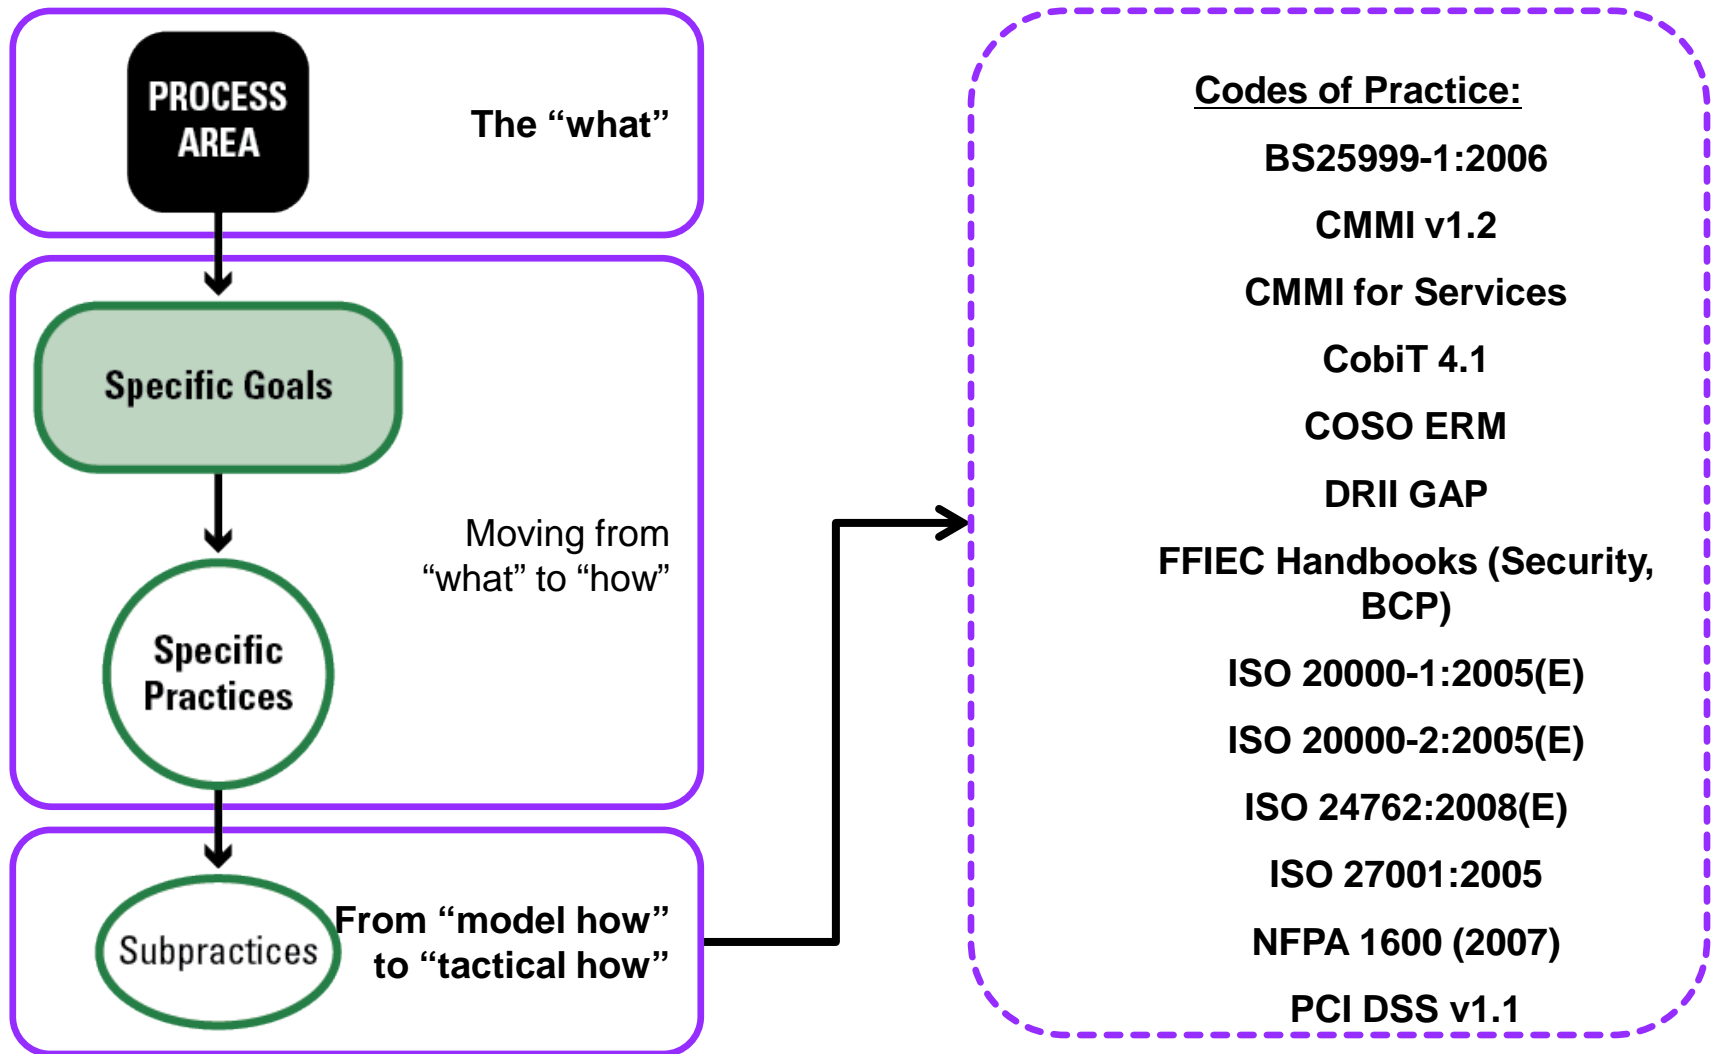 PROCESS
AREA
The “what”
Specific Goals
Moving from
“what” to “how”
Specific
Practices
Subpractices
From “model how”
to “tactical how”
Codes of Practice:
BS25999-1:2006
CMMI v1.2
CMMI for Services
CobiT 4.1
COSO ERM
DRII GAP
FFIEC Handbooks (Security,
BCP)
ISO 20000-1:2005(E)
ISO 20000-2:2005(E)
ISO 24762:2008(E)
ISO 27001:2005
NFPA 1600 (2007)
PCI DSS v1.1